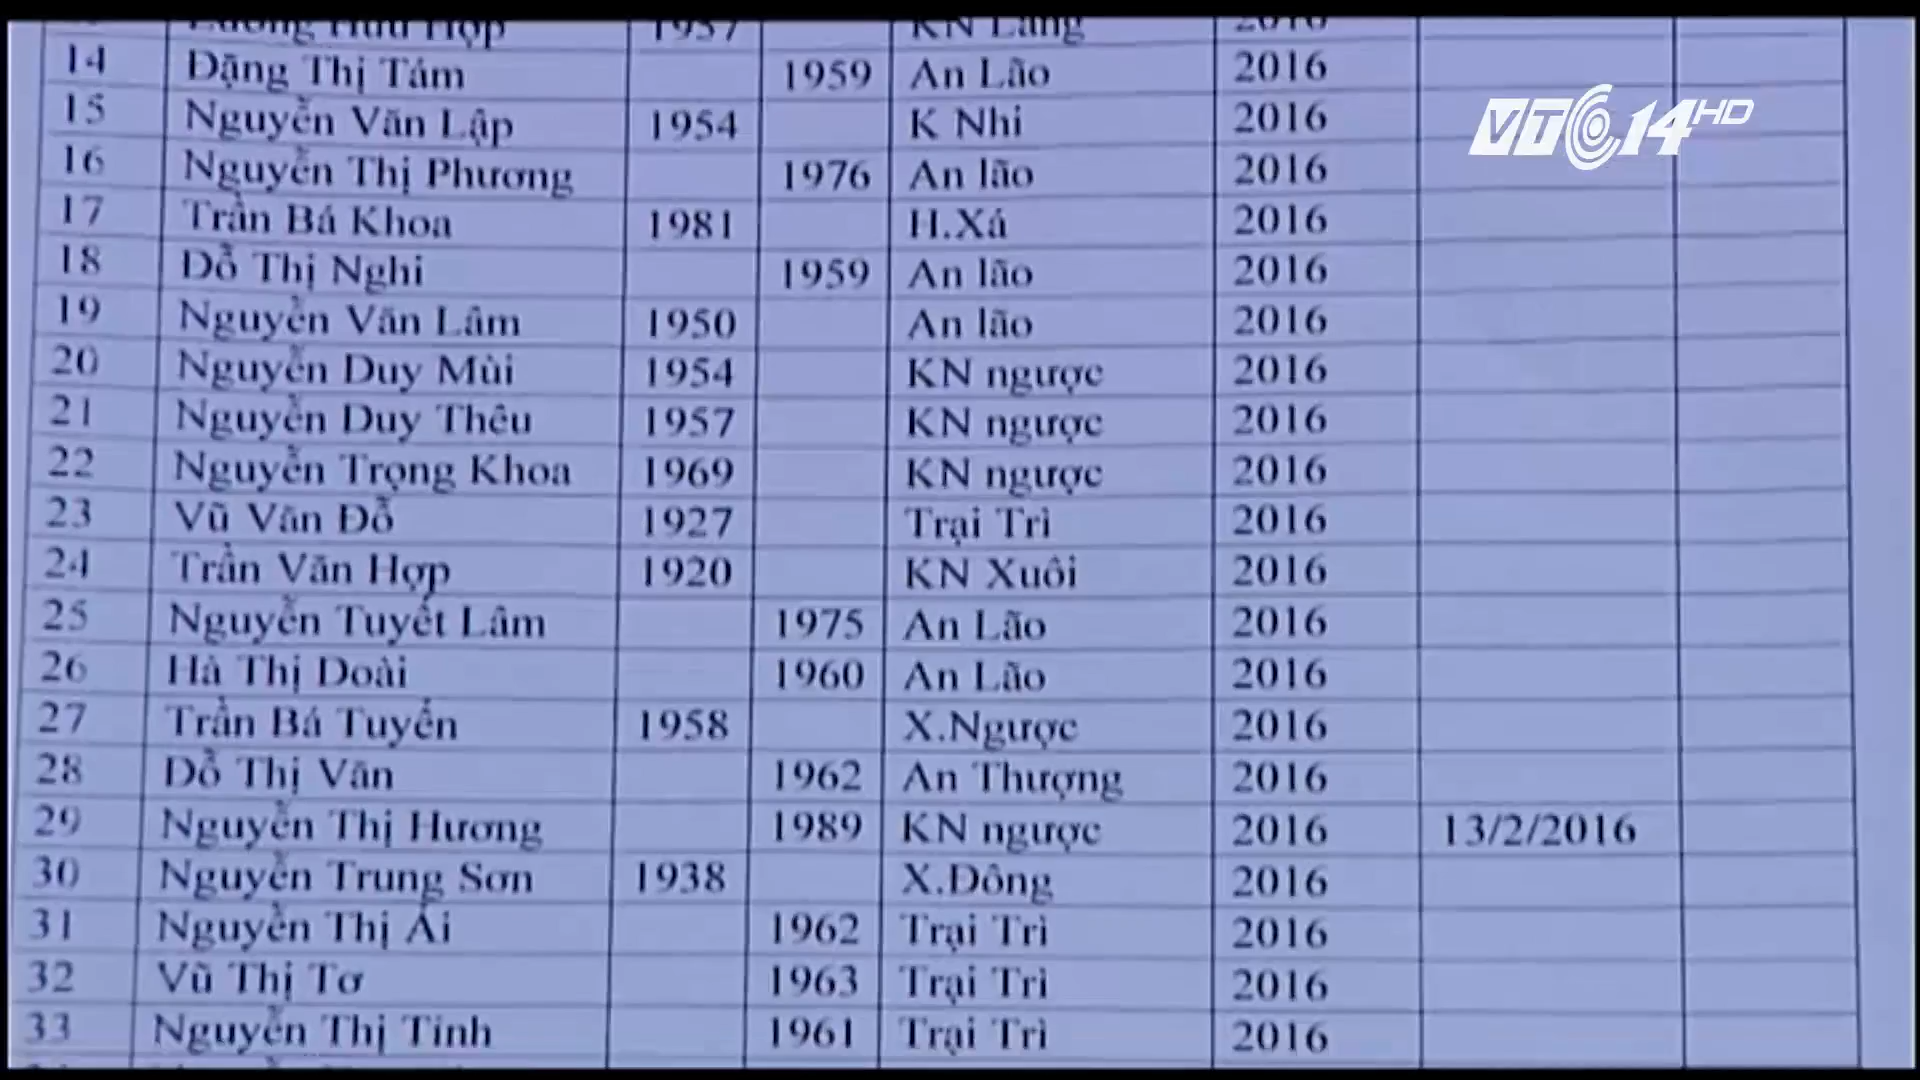 Lương Hữu Hợp 1957 KN Lăng 2016
14 Đặng Thị Tám 1959 An Lão 2016
15 Nguyễn Văn Lập 1954 K Nhi 2016
16 Nguyễn Thị Phương 1976 An lão 2016
17 Trần Bá Khoa 1981 H.Xá 2016
18 Đỗ Thị Nghi 1959 An lão 2016
19 Nguyễn Văn Lâm 1950 An lão 2016
20 Nguyễn Duy Mùi 1954 KN ngược 2016
21 Nguyễn Duy Thêu 1957 KN ngược 2016
22 Nguyễn Trọng Khoa 1969 KN ngược 2016
23 Vũ Văn Đỗ 1927 Trại Trì 2016
24 Trần Văn Hợp 1920 KN Xuôi 2016
25 Nguyễn Tuyết Lâm 1975 An Lão 2016
26 Hà Thị Doài 1960 An Lão 2016
27 Trần Bá Tuyển 1958 X.Ngược 2016
28 Đỗ Thị Vân 1962 An Thượng 2016
29 Nguyễn Thị Hương 1989 KN ngược 2016 13/2/2016
30 Nguyễn Trung Sơn 1938 X.Đông 2016
31 Nguyễn Thị Ái 1962 Trại Trì 2016
32 Vũ Thị Tơ 1963 Trại Trì 2016
33 Nguyễn Thị Tính 1961 Trại Trì 2016
VTC14 HD